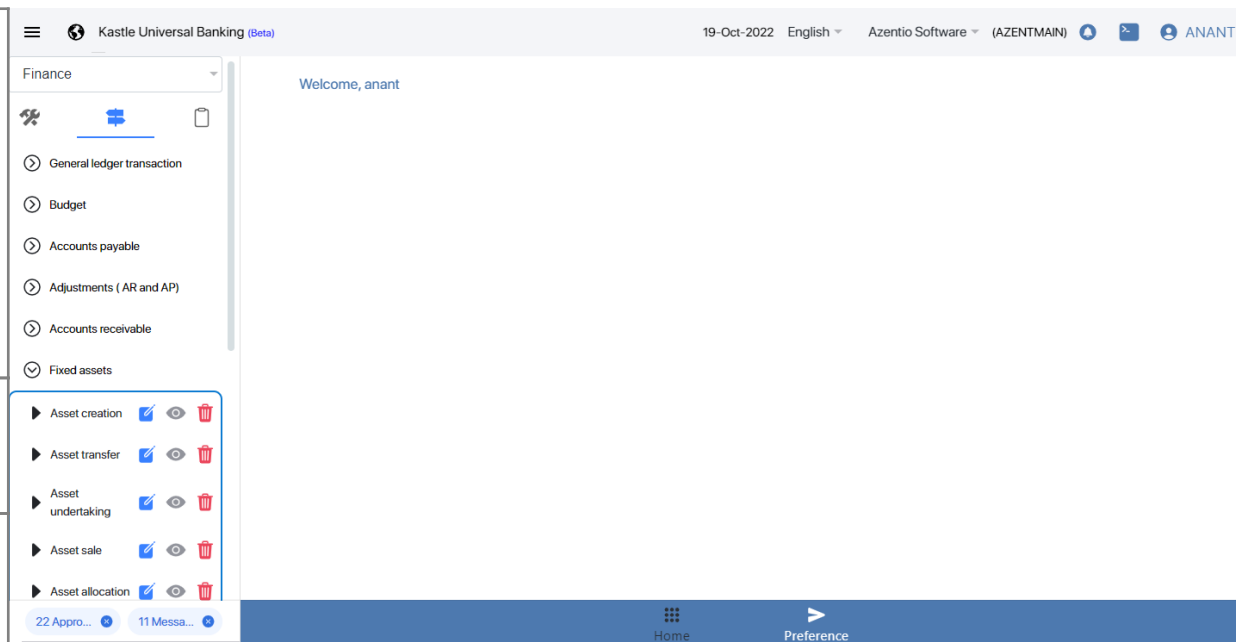 Kastle Universal Banking (Beta)
19-Oct-2022 English Azentio Software (AZENTMAIN) ANANT
Finance
Welcome, anant
General ledger transaction
Budget
Accounts payable
Adjustments ( AR and AP)
Accounts receivable
Fixed assets
Asset creation
Asset transfer
Asset
undertaking
Asset sale
Asset allocation
22 Appro... 11 Messa...
Home Preference